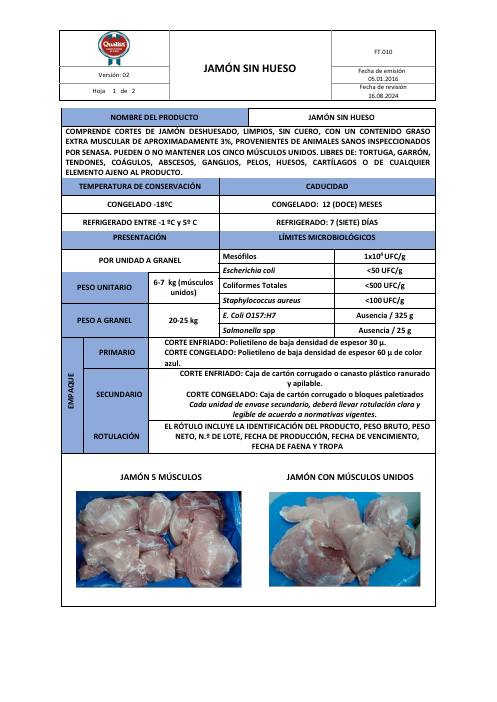 Qualité
Versión: 02
Hoja 1 de 2
JAMÓN SIN HUESO
FT.010
Fecha de emisión
05.01.2016
Fecha de revisión
16.08.2024
NOMBRE DEL PRODUCTO
JAMÓN SIN HUESO
COMPRENDE CORTES DE JAMÓN DESHUESADO, LIMPIOS, SIN CUERO, CON UN CONTENIDO GRASO
EXTRA MUSCULAR DE APROXIMADAMENTE 3%, PROVENIENTES DE ANIMALES SANOS INSPECCIONADOS
POR SENASA. PUEDEN O NO MANTENER LOS CINCO MÚSCULOS UNIDOS. LIBRES DE: TORTUGA, GARRÓN,
TENDONES, COÁGULOS, ABSCESOS, GANGLIOS, PELOS, HUESOS, CARTÍLAGOS O DE CUALQUIER
ELEMENTO AJENO AL PRODUCTO.
TEMPERATURA DE CONSERVACIÓN
CADUCIDAD
CONGELADO -18ºC
CONGELADO: 12 (DOCE) MESES
REFRIGERADO ENTRE -1 ºC y 5º C
REFRIGERADO: 7 (SIETE) DÍAS
PRESENTACIÓN
LÍMITES MICROBIOLÓGICOS
POR UNIDAD A GRANEL
Mesófilos
Escherichia coli
<50 UFC/g
PESO UNITARIO
6-7 kg (músculos
unidos)
Coliformes Totales
<500 UFC/g
Staphylococcus aureus
<100 UFC/g
PESO A GRANEL
20-25 kg
E. Coli O157:H7
Ausencia / 325 g
Salmonella spp
Ausencia / 25 g
EMPAQUE
PRIMARIO
CORTE ENFRIADO: Polietileno de baja densidad de espesor 30 µ.
CORTE CONGELADO: Polietileno de baja densidad de espesor 60 µ de color
azul.
SECUNDARIO
CORTE ENFRIADO: Caja de cartón corrugado o canasto plástico ranurado
y apilable.
CORTE CONGELADO: Caja de cartón corrugado o bloques paletizados
Cada unidad de envase secundario, deberá llevar rotulación clara y
legible de acuerdo a normativas vigentes.
ROTULACIÓN
EL RÓTULO INCLUYE LA IDENTIFICACIÓN DEL PRODUCTO, PESO BRUTO, PESO
NETO, N.º DE LOTE, FECHA DE PRODUCCIÓN, FECHA DE VENCIMIENTO,
FECHA DE FAENA Y TROPA
JAMÓN 5 MÚSCULOS
JAMÓN CON MÚSCULOS UNIDOS